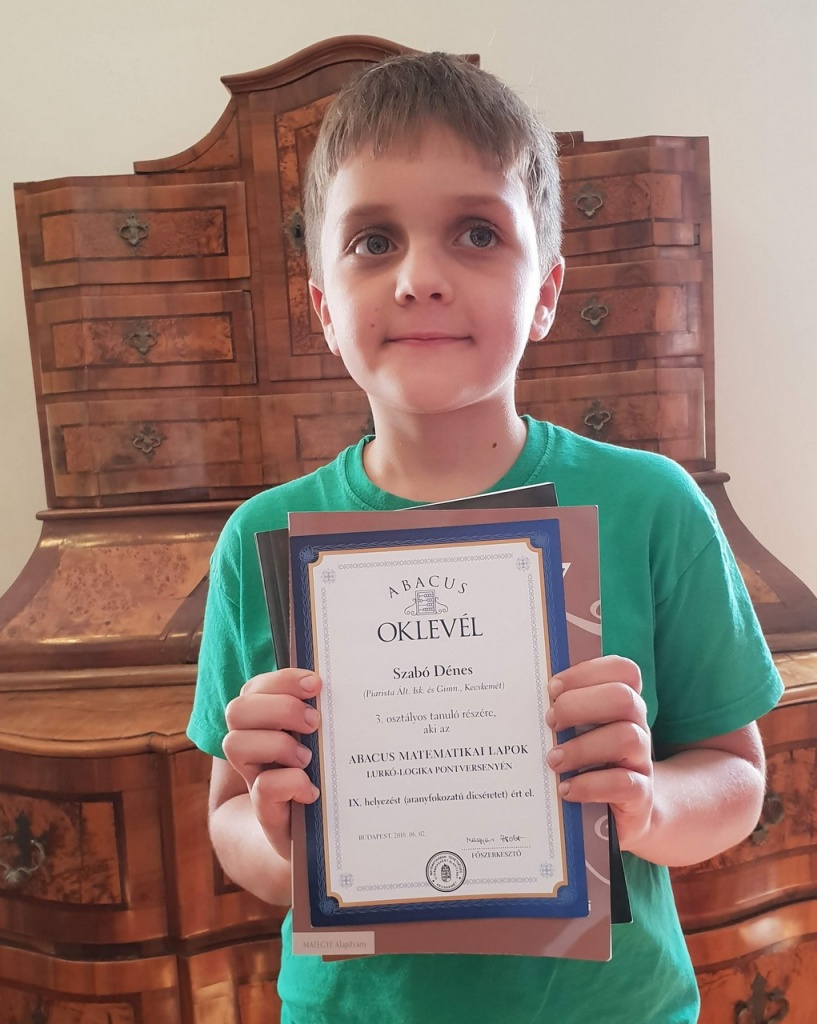 ABACUS
OKLEVÉL
Szabó Dénes
(Piarista Ált. Isk. és Gimn., Kecskemét)
3. osztályos tanuló részére,
aki az
ABACUS MATEMATIKAI LAPOK
LURKÓ-LOGIKA PONTVERSENYÉN
IX. helyezést (aranyfokozatú dicséretet) ért el.
BUDAPEST,
FŐSZERKESZTŐ
MATEGYE Alapítvány